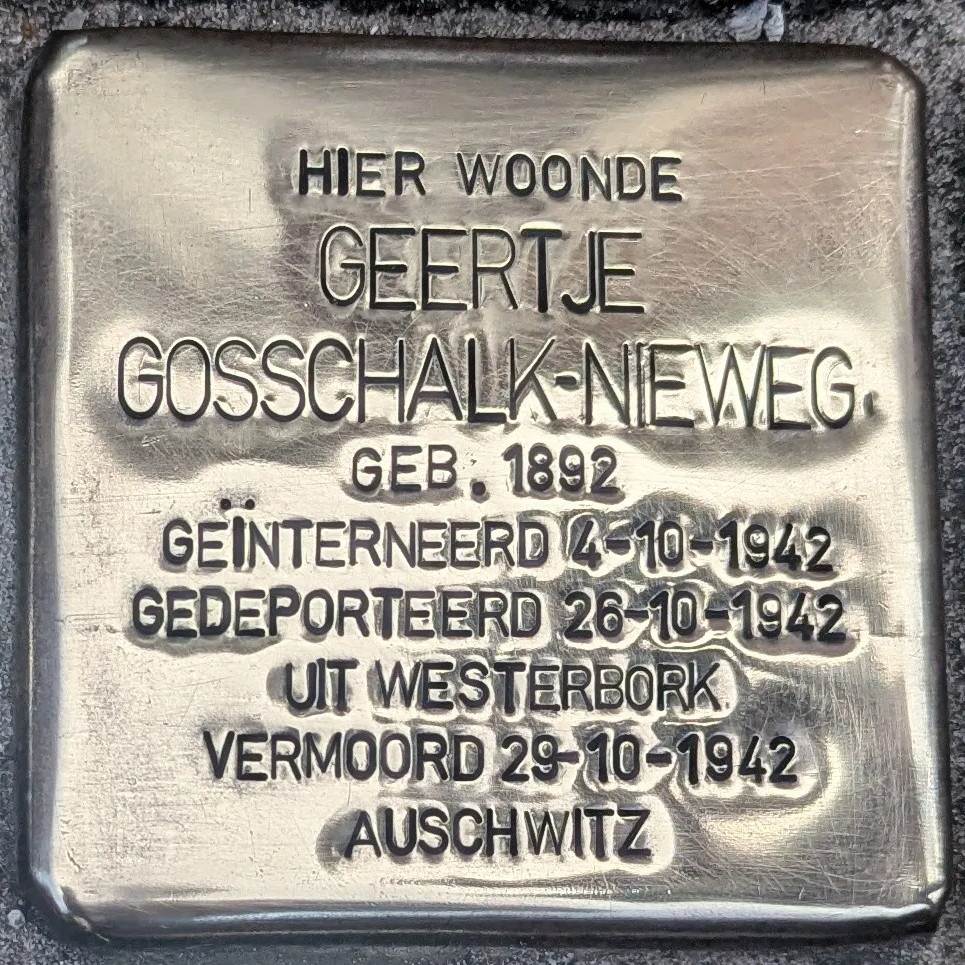 HIER WOONDE
GEERTJE
GOSSCHALK-NIEWEG
GEB. 1892
GEÏNTERNEERD 4-10-1942
GEDEPORTEERD 26-10-1942
UIT WESTERBORK
VERMOORD 29-10-1942
AUSCHWITZ